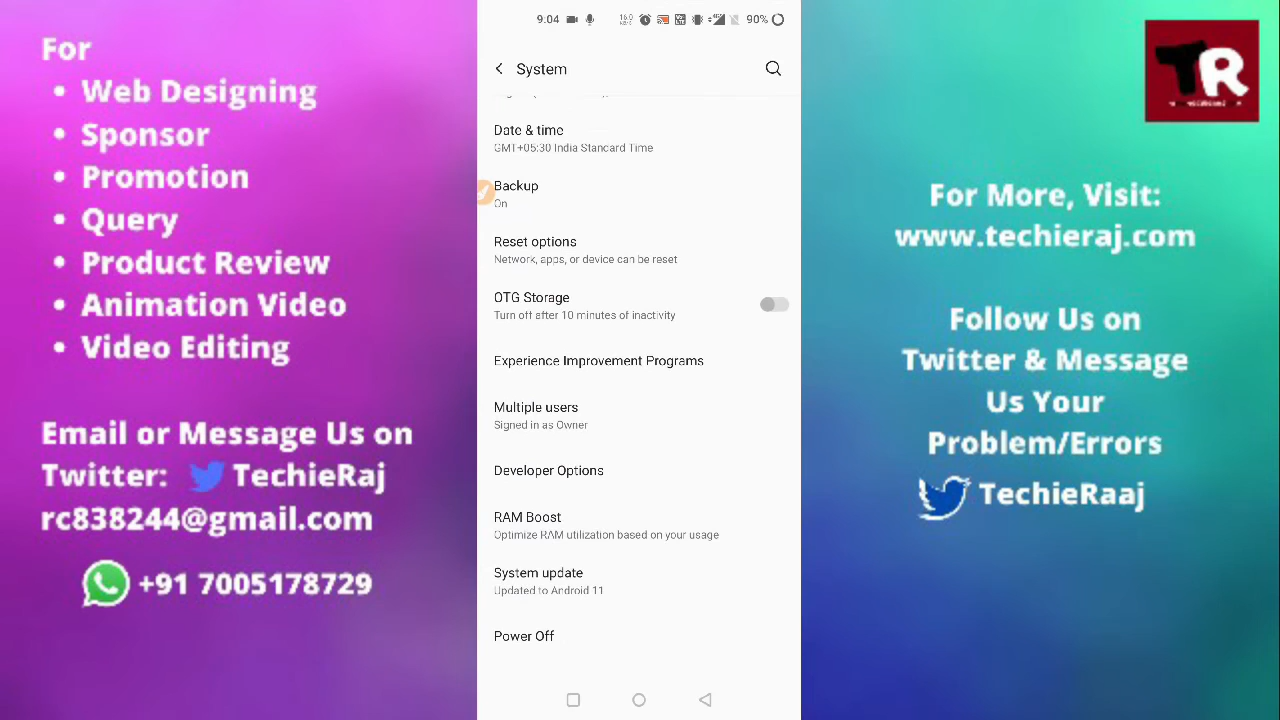 For
• Web Designing
• Sponsor
• Promotion
• Query
• Product Review
• Animation Video
• Video Editing
Email or Message Us on
Twitter: TechieRaj
rc838244@gmail.com
+91 7005178729
9:04
16.0
90%
System
Date & time
GMT+05:30 India Standard Time
Backup
On
Reset options
Network, apps, or device can be reset
OTG Storage
Turn off after 10 minutes of inactivity
Experience Improvement Programs
Multiple users
Signed in as Owner
Developer Options
RAM Boost
Optimize RAM utilization based on your usage
System update
Updated to Android 11
Power Off
TR
For More, Visit:
www.techieraj.com
Follow Us on
Twitter & Message
Us Your
Problem/Errors
TechieRaaj